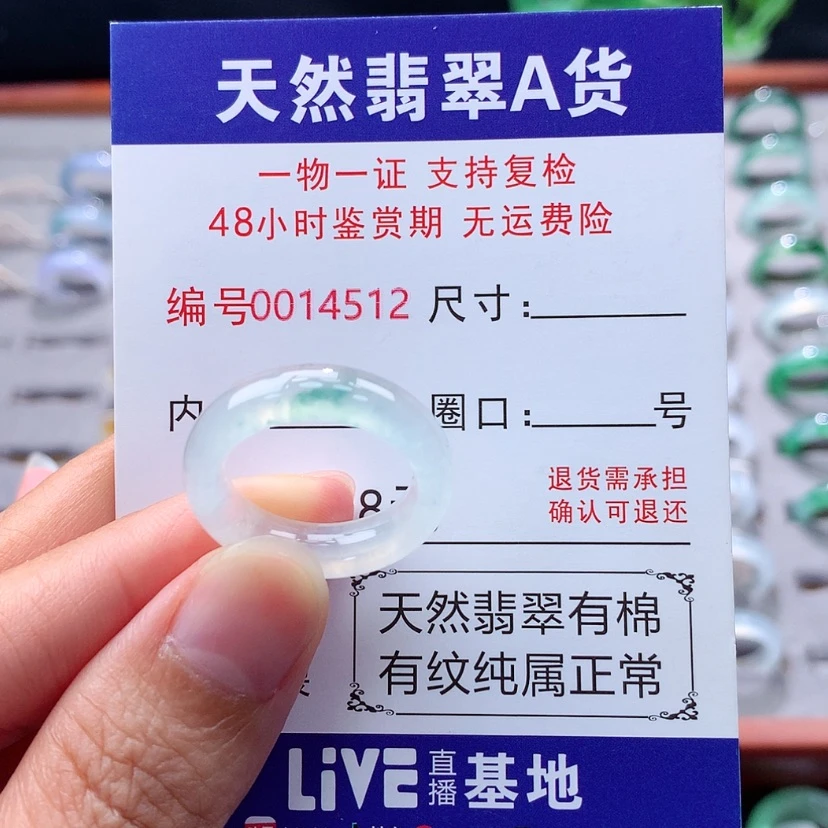 天然翡翠A货
一物一证 支持复检
48小时鉴赏期 无运费险
编号0014512 尺寸:
内 圈口: 号
8
退货需承担
确认可退还
天然翡翠有棉
有纹纯属正常
LiVE直播基地